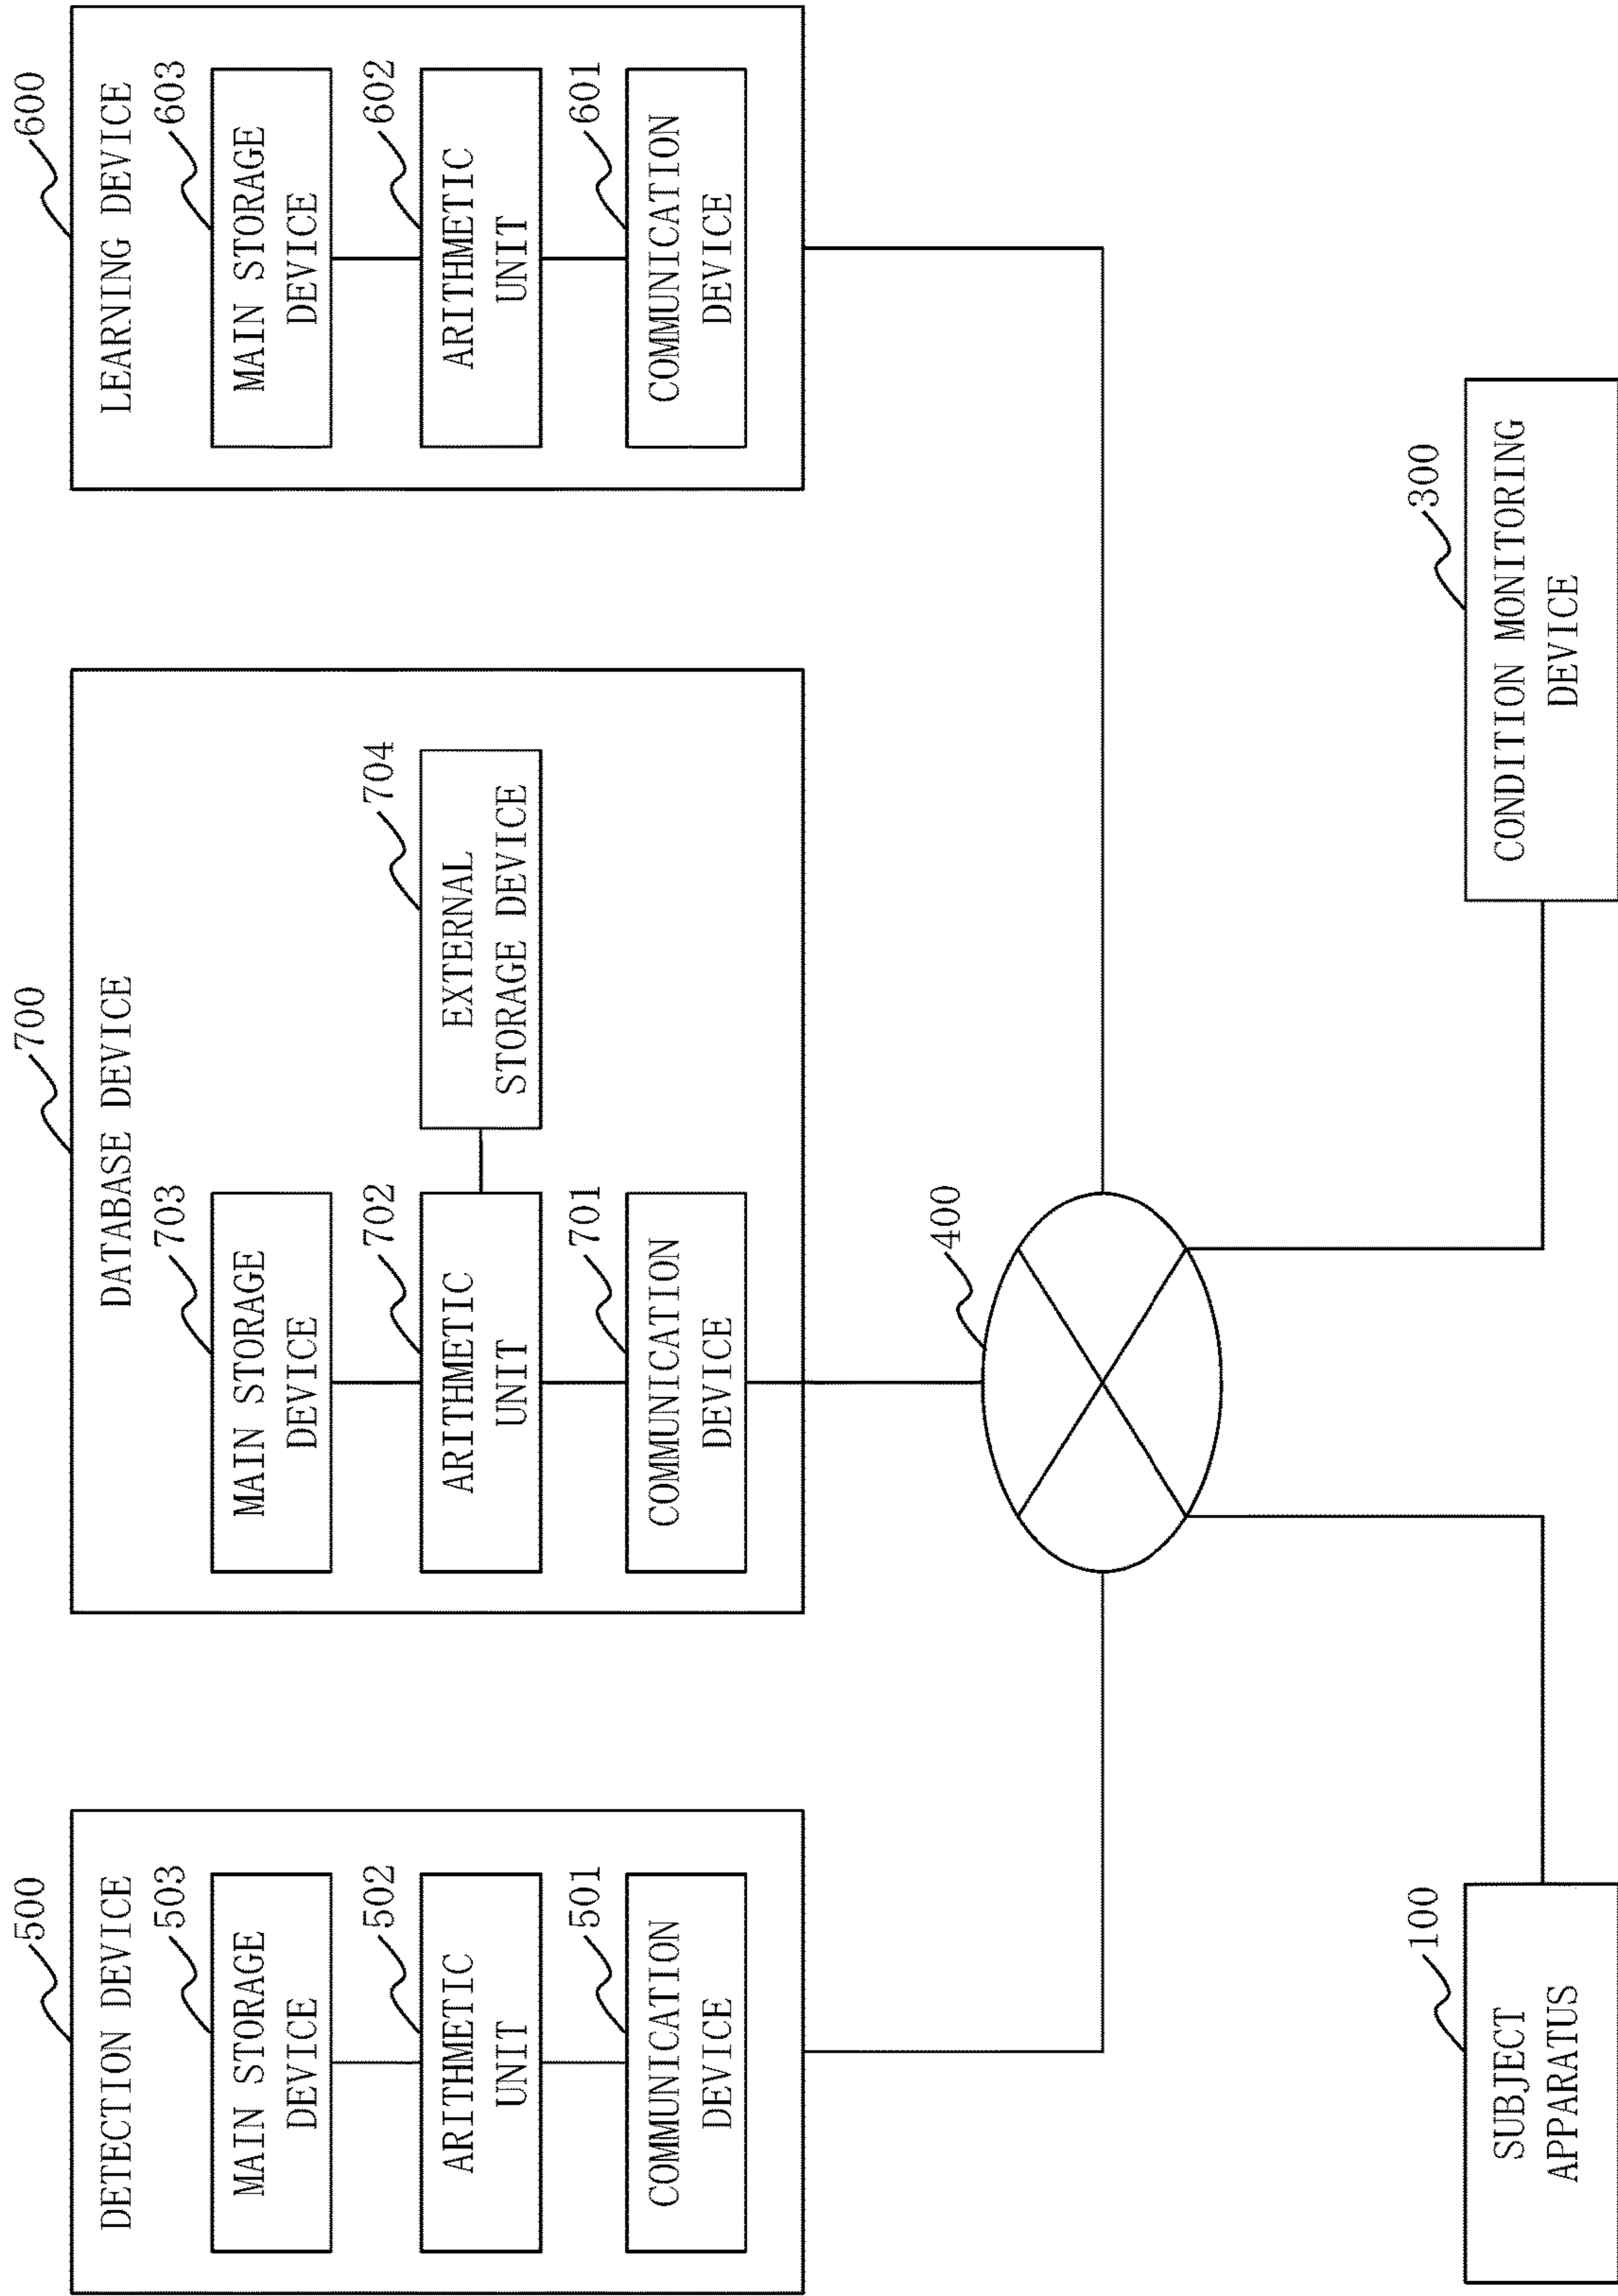 500
DETECTION DEVICE
503
MAIN STORAGE
DEVICE
502
ARITHMETIC
UNIT
501
COMMUNICATION
DEVICE
700
DATABASE DEVICE
703
MAIN STORAGE
DEVICE
702
ARITHMETIC
UNIT
704
EXTERNAL
STORAGE DEVICE
701
COMMUNICATION
DEVICE
600
LEARNING DEVICE
603
MAIN STORAGE
DEVICE
602
ARITHMETIC
UNIT
601
COMMUNICATION
DEVICE
400
100
SUBJECT
APPARATUS
300
CONDITION MONITORING
DEVICE